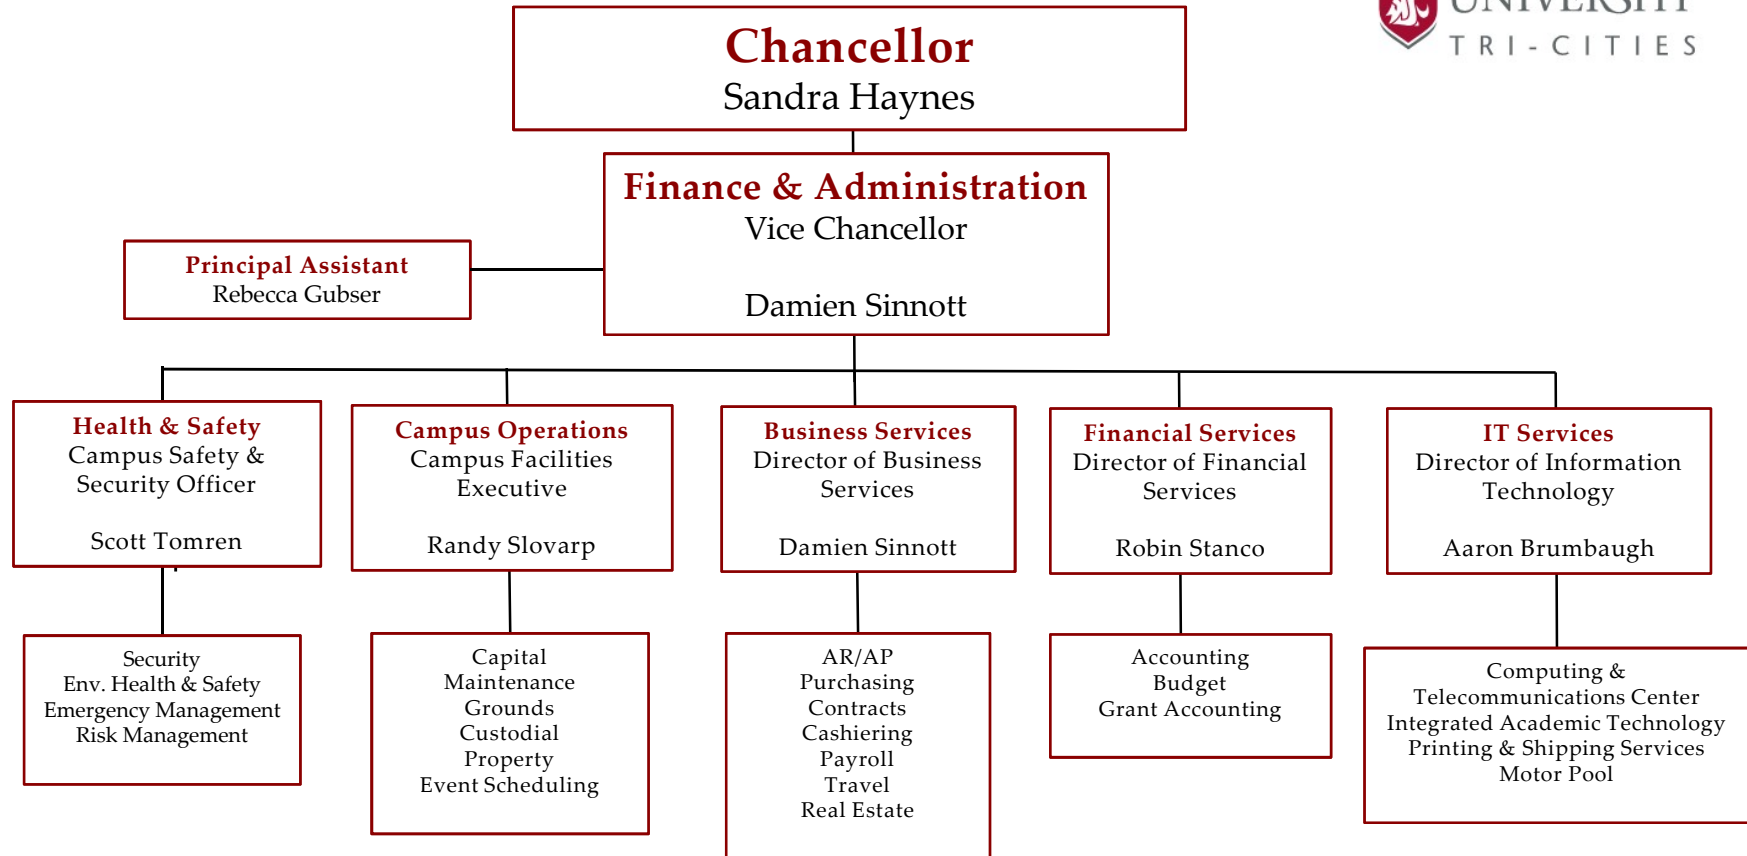 UNIVERSITY
TRI-CITIES
Chancellor
Sandra Haynes
Finance & Administration
Vice Chancellor
Damien Sinnott
Principal Assistant
Rebecca Gubser
Health & Safety
Campus Safety &
Security Officer
Scott Tomren
Campus Operations
Campus Facilities
Executive
Randy Slovarp
Business Services
Director of Business
Services
Damien Sinnott
Financial Services
Director of Financial
Services
Robin Stanco
IT Services
Director of Information
Technology
Aaron Brumbaugh
Security
Env. Health & Safety
Emergency Management
Risk Management
Capital
Maintenance
Grounds
Custodial
Property
Event Scheduling
AR/AP
Purchasing
Contracts
Cashiering
Payroll
Travel
Real Estate
Accounting
Budget
Grant Accounting
Computing &
Telecommunications Center
Integrated Academic Technology
Printing & Shipping Services
Motor Pool